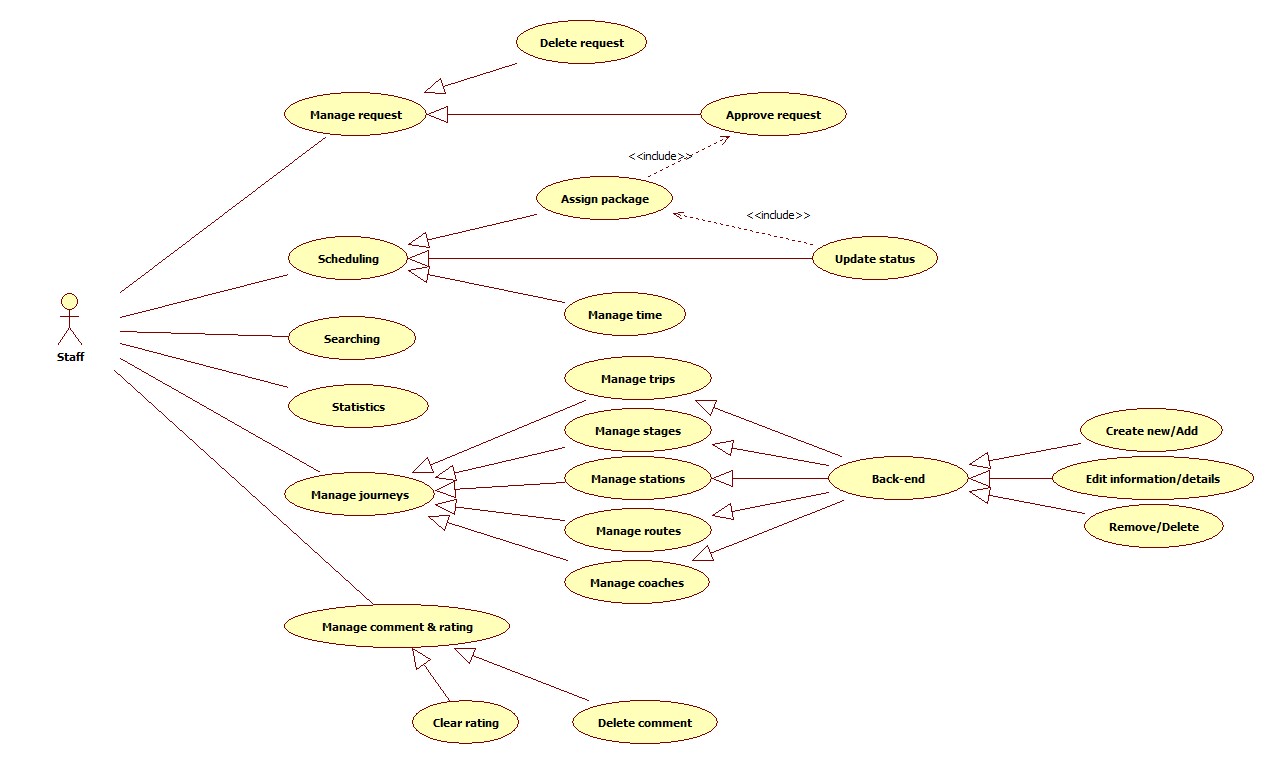 Delete request
Manage request
Approve request
<<include>>
Assign package
<<include>>
Scheduling
Update status
Manage time
Staff
Searching
Manage trips
Statistics
Manage stages
Create new/Add
Manage stations
Back-end
Edit information/details
Manage journeys
Manage routes
Remove/Delete
Manage coaches
Manage comment & rating
Clear rating
Delete comment